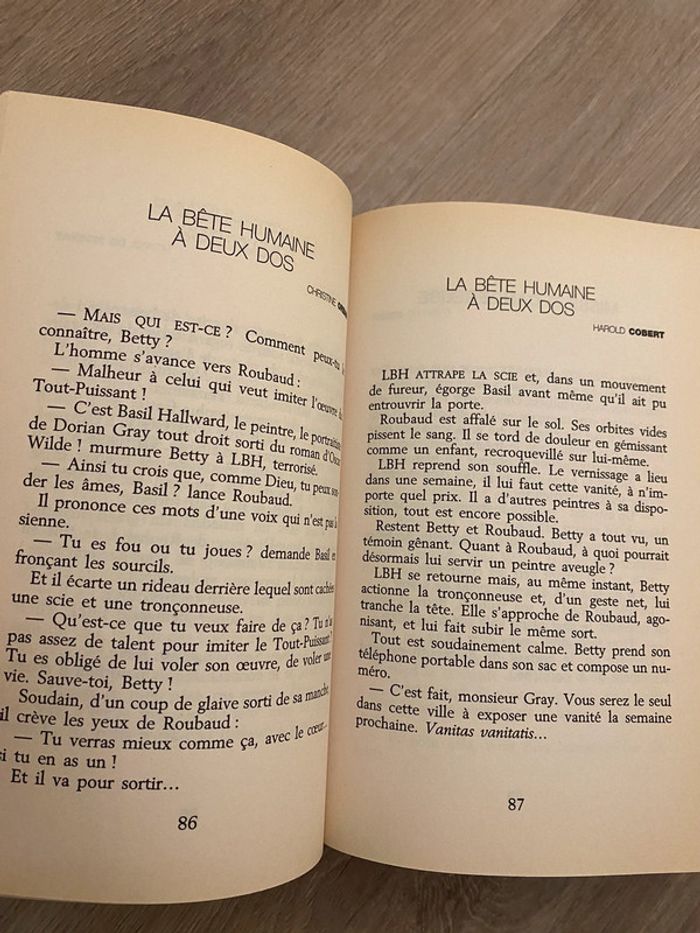 LA BÊTE HUMAINE
À DEUX DOS
CHRISTINE
— MAIS QUI EST-CE ? Comment peux-tu
connaître, Betty ?
L'homme s'avance vers Roubaud :
— Malheur à celui qui veut imiter l'œuvre du
Tout-Puissant !
— C'est Basil Hallward, le peintre, le portraitiste
de Dorian Gray tout droit sorti du roman d'Oscar
Wilde ! murmure Betty à LBH, terrorisé.
— Ainsi tu crois que, comme Dieu, tu peux son-
der les âmes, Basil ? lance Roubaud.
Il prononce ces mots d'une voix qui n'est pas la
sienne.
— Tu es fou ou tu joues ? demande Basil en
fronçant les sourcils.
Et il écarte un rideau derrière lequel sont cachées
une scie et une tronçonneuse.
— Qu'est-ce que tu veux faire de ça ? Tu n'as
pas assez de talent pour imiter le Tout-Puissant ?
Tu es obligé de lui voler son œuvre, de voler une
vie. Sauve-toi, Betty !
Soudain, d'un coup de glaive sorti de sa manche,
il crève les yeux de Roubaud :
— Tu verras mieux comme ça, avec le cœur...
si tu en as un !
Et il va pour sortir...
86
LA BÊTE HUMAINE
À DEUX DOS
HAROLD COBERT
LBH ATTRAPE LA SCIE et, dans un mouvement
de fureur, égorge Basil avant même qu'il ait pu
entrouvrir la porte.
Roubaud est affalé sur le sol. Ses orbites vides
pissent le sang. Il se tord de douleur en gémissant
comme un enfant, recroquevillé sur lui-même.
LBH reprend son souffle. Le vernissage a lieu
dans une semaine, il lui faut cette vanité, à n'im-
porte quel prix. Il a d'autres peintres à sa dispo-
sition, tout est encore possible.
Restent Betty et Roubaud. Betty a tout vu, un
témoin gênant. Quant à Roubaud, à quoi pourrait
désormais lui servir un peintre aveugle ?
LBH se retourne mais, au même instant, Betty
actionne la tronçonneuse et, d'un geste net, lui
tranche la tête. Elle s'approche de Roubaud, ago-
nisant, et lui fait subir le même sort.
Tout est soudainement calme. Betty prend son
téléphone portable dans son sac et compose un nu-
méro.
— C'est fait, monsieur Gray. Vous serez le seul
dans cette ville à exposer une vanité la semaine
prochaine. Vanitas vanitatis...
87